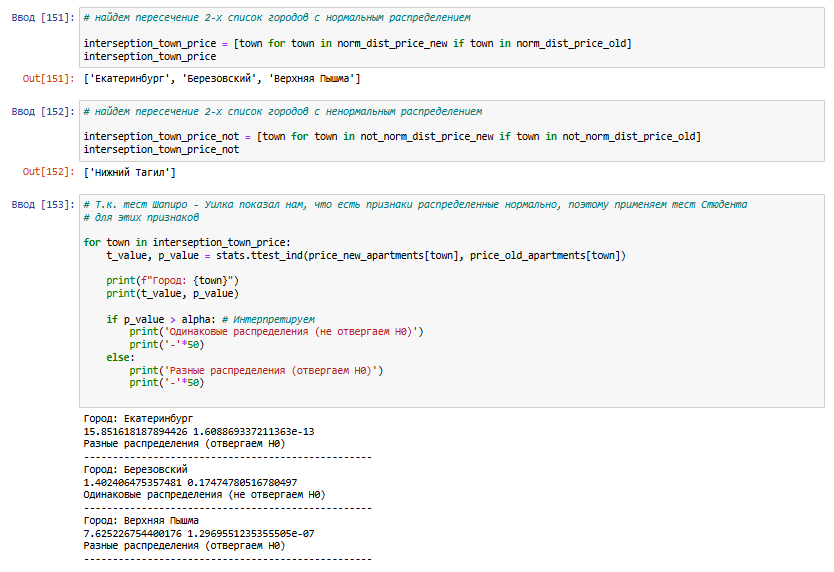 Ввод [151]: # найдем пересечение 2-х список городов с нормальным распределением
interseption_town_price = [town for town in norm_dist_price_new if town in norm_dist_price_old]
interseption_town_price
Out[151]: ['Екатеринбург', 'Березовский', 'Верхняя Пышма']
Ввод [152]: # найдем пересечение 2-х список городов с ненормальным распределением
interseption_town_price_not = [town for town in not_norm_dist_price_new if town in not_norm_dist_price_old]
interseption_town_price_not
Out[152]: ['Нижний Тагил']
Ввод [153]: # Т.к. тест Шапиро - Уилка показал нам, что есть признаки распределенные нормально, поэтому применяем тест Стюдента
# для этих признаков
for town in interseption_town_price:
t_value, p_value = stats.ttest_ind(price_new_apartments[town], price_old_apartments[town])
print(f"Город: {town}")
print(t_value, p_value)
if p_value > alpha: # Интерпретируем
print('Одинаковые распределения (не отвергаем H0)')
print('-'*50)
else:
print('Разные распределения (отвергаем H0)')
print('-'*50)
Город: Екатеринбург
15.851618187894426 1.608869337211363e-13
Разные распределения (отвергаем H0)
--------------------------------------------------
Город: Березовский
1.402406475357481 0.17474780516780497
Одинаковые распределения (не отвергаем H0)
--------------------------------------------------
Город: Верхняя Пышма
7.625226754400176 1.2969551235355505e-07
Разные распределения (отвергаем H0)
--------------------------------------------------